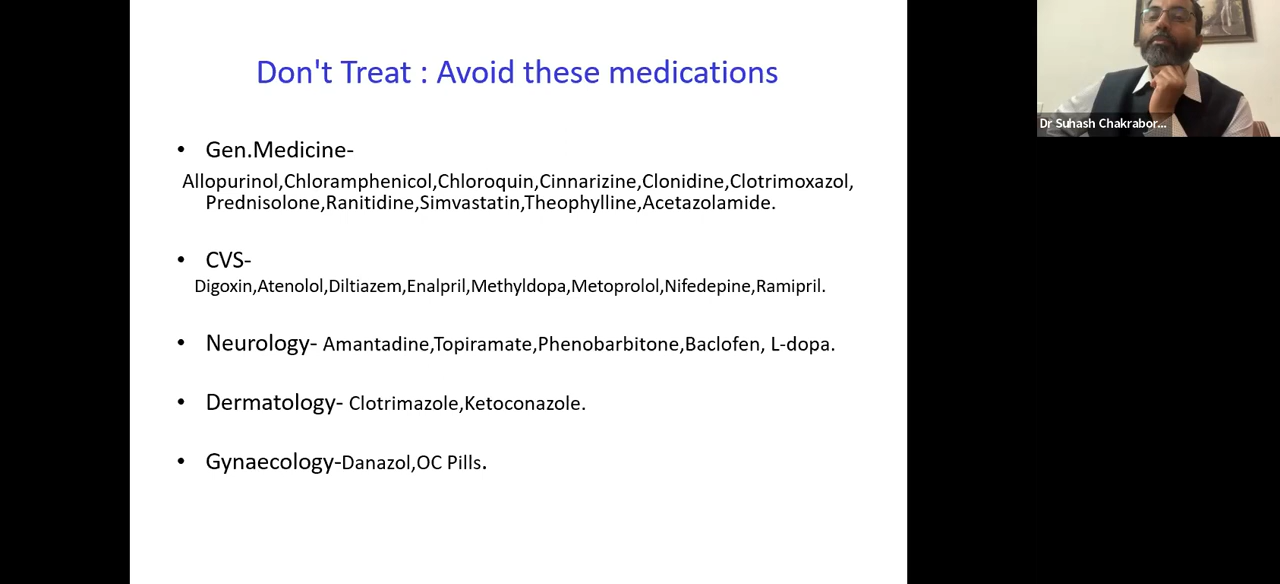 Don't Treat : Avoid these medications
• Gen.Medicine-
Allopurinol,Chloramphenicol,Chloroquin,Cinnarizine,Clonidine,Clotrimoxazol,
Prednisolone,Ranitidine,Simvastatin,Theophylline,Acetazolamide.
• CVS-
Digoxin,Atenolol,Diltiazem,Enalpril,Methyldopa,Metoprolol,Nifedepine,Ramipril.
• Neurology- Amantadine,Topiramate,Phenobarbitone,Baclofen, L-dopa.
• Dermatology- Clotrimazole,Ketoconazole.
• Gynaecology-Danazol,OC Pills.
Dr Suhash Chakrabor...